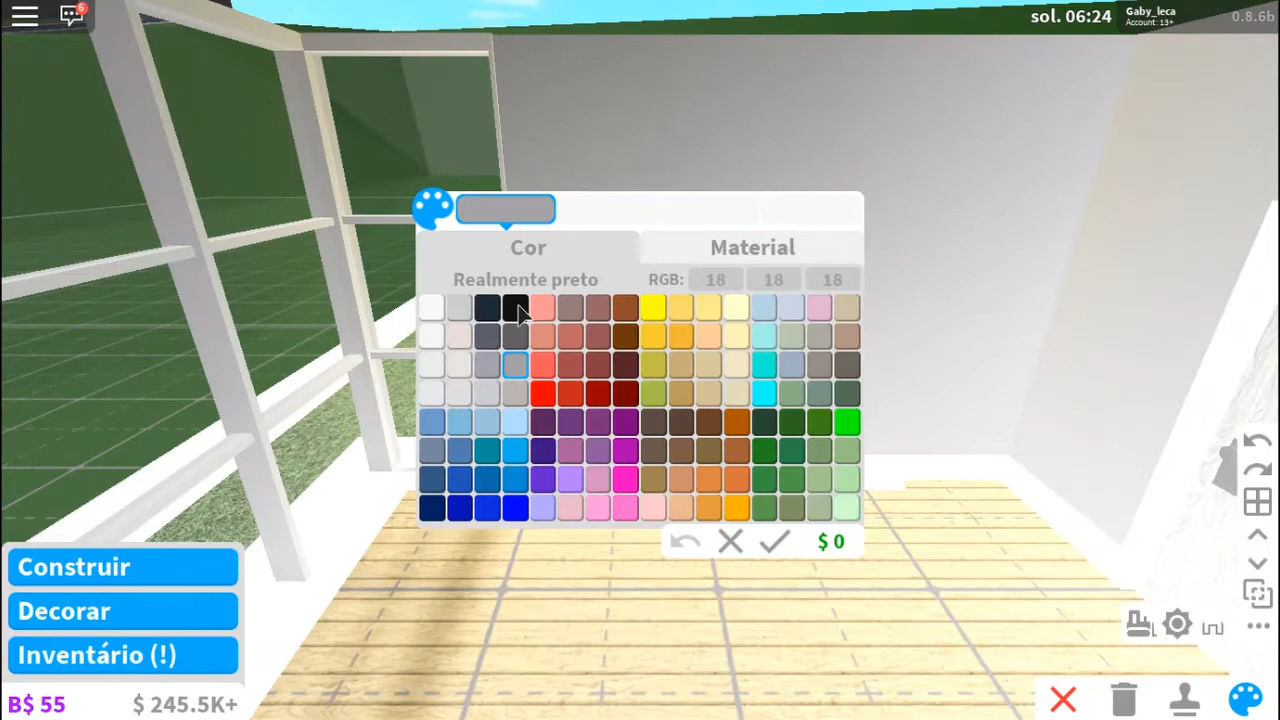 5
sol. 06:24
Gaby_leca
Account: 13+
0.8.6b
Cor
Material
Realmente preto
RGB: 18 18 18
$ 0
Construir
Decorar
Inventário (!)
B$ 55
$ 245.5K+